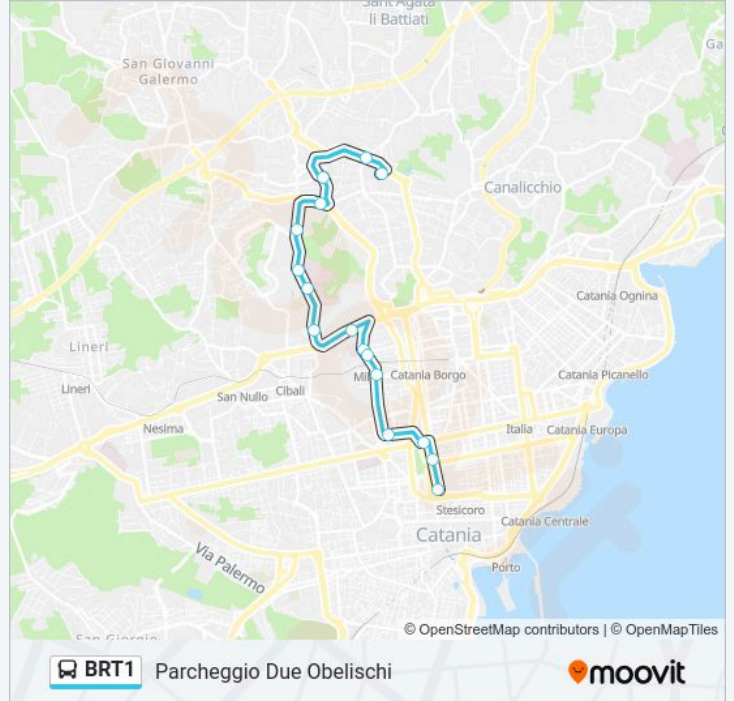 Sant'Agata
li Battiati
San Giovanni
Galermo
Canalicchio
Catania Ognina
Lineri
Lineri
San Nullo
Cibali
Catania Borgo
Catania Picanello
Nesima
Italia
Catania Europa
Stesicoro
Catania Centrale
Catania
Porto
Via Palermo
San Giorgio
© OpenStreetMap contributors | © OpenMapTiles
BRT1 Parcheggio Due Obelischi
moovit